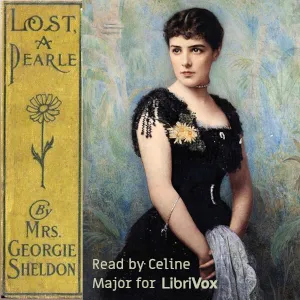 LOST,
A
PEARLE
By
MRS.
GEORGIE
SHELDON
Read by Celine
Major for LibriVox